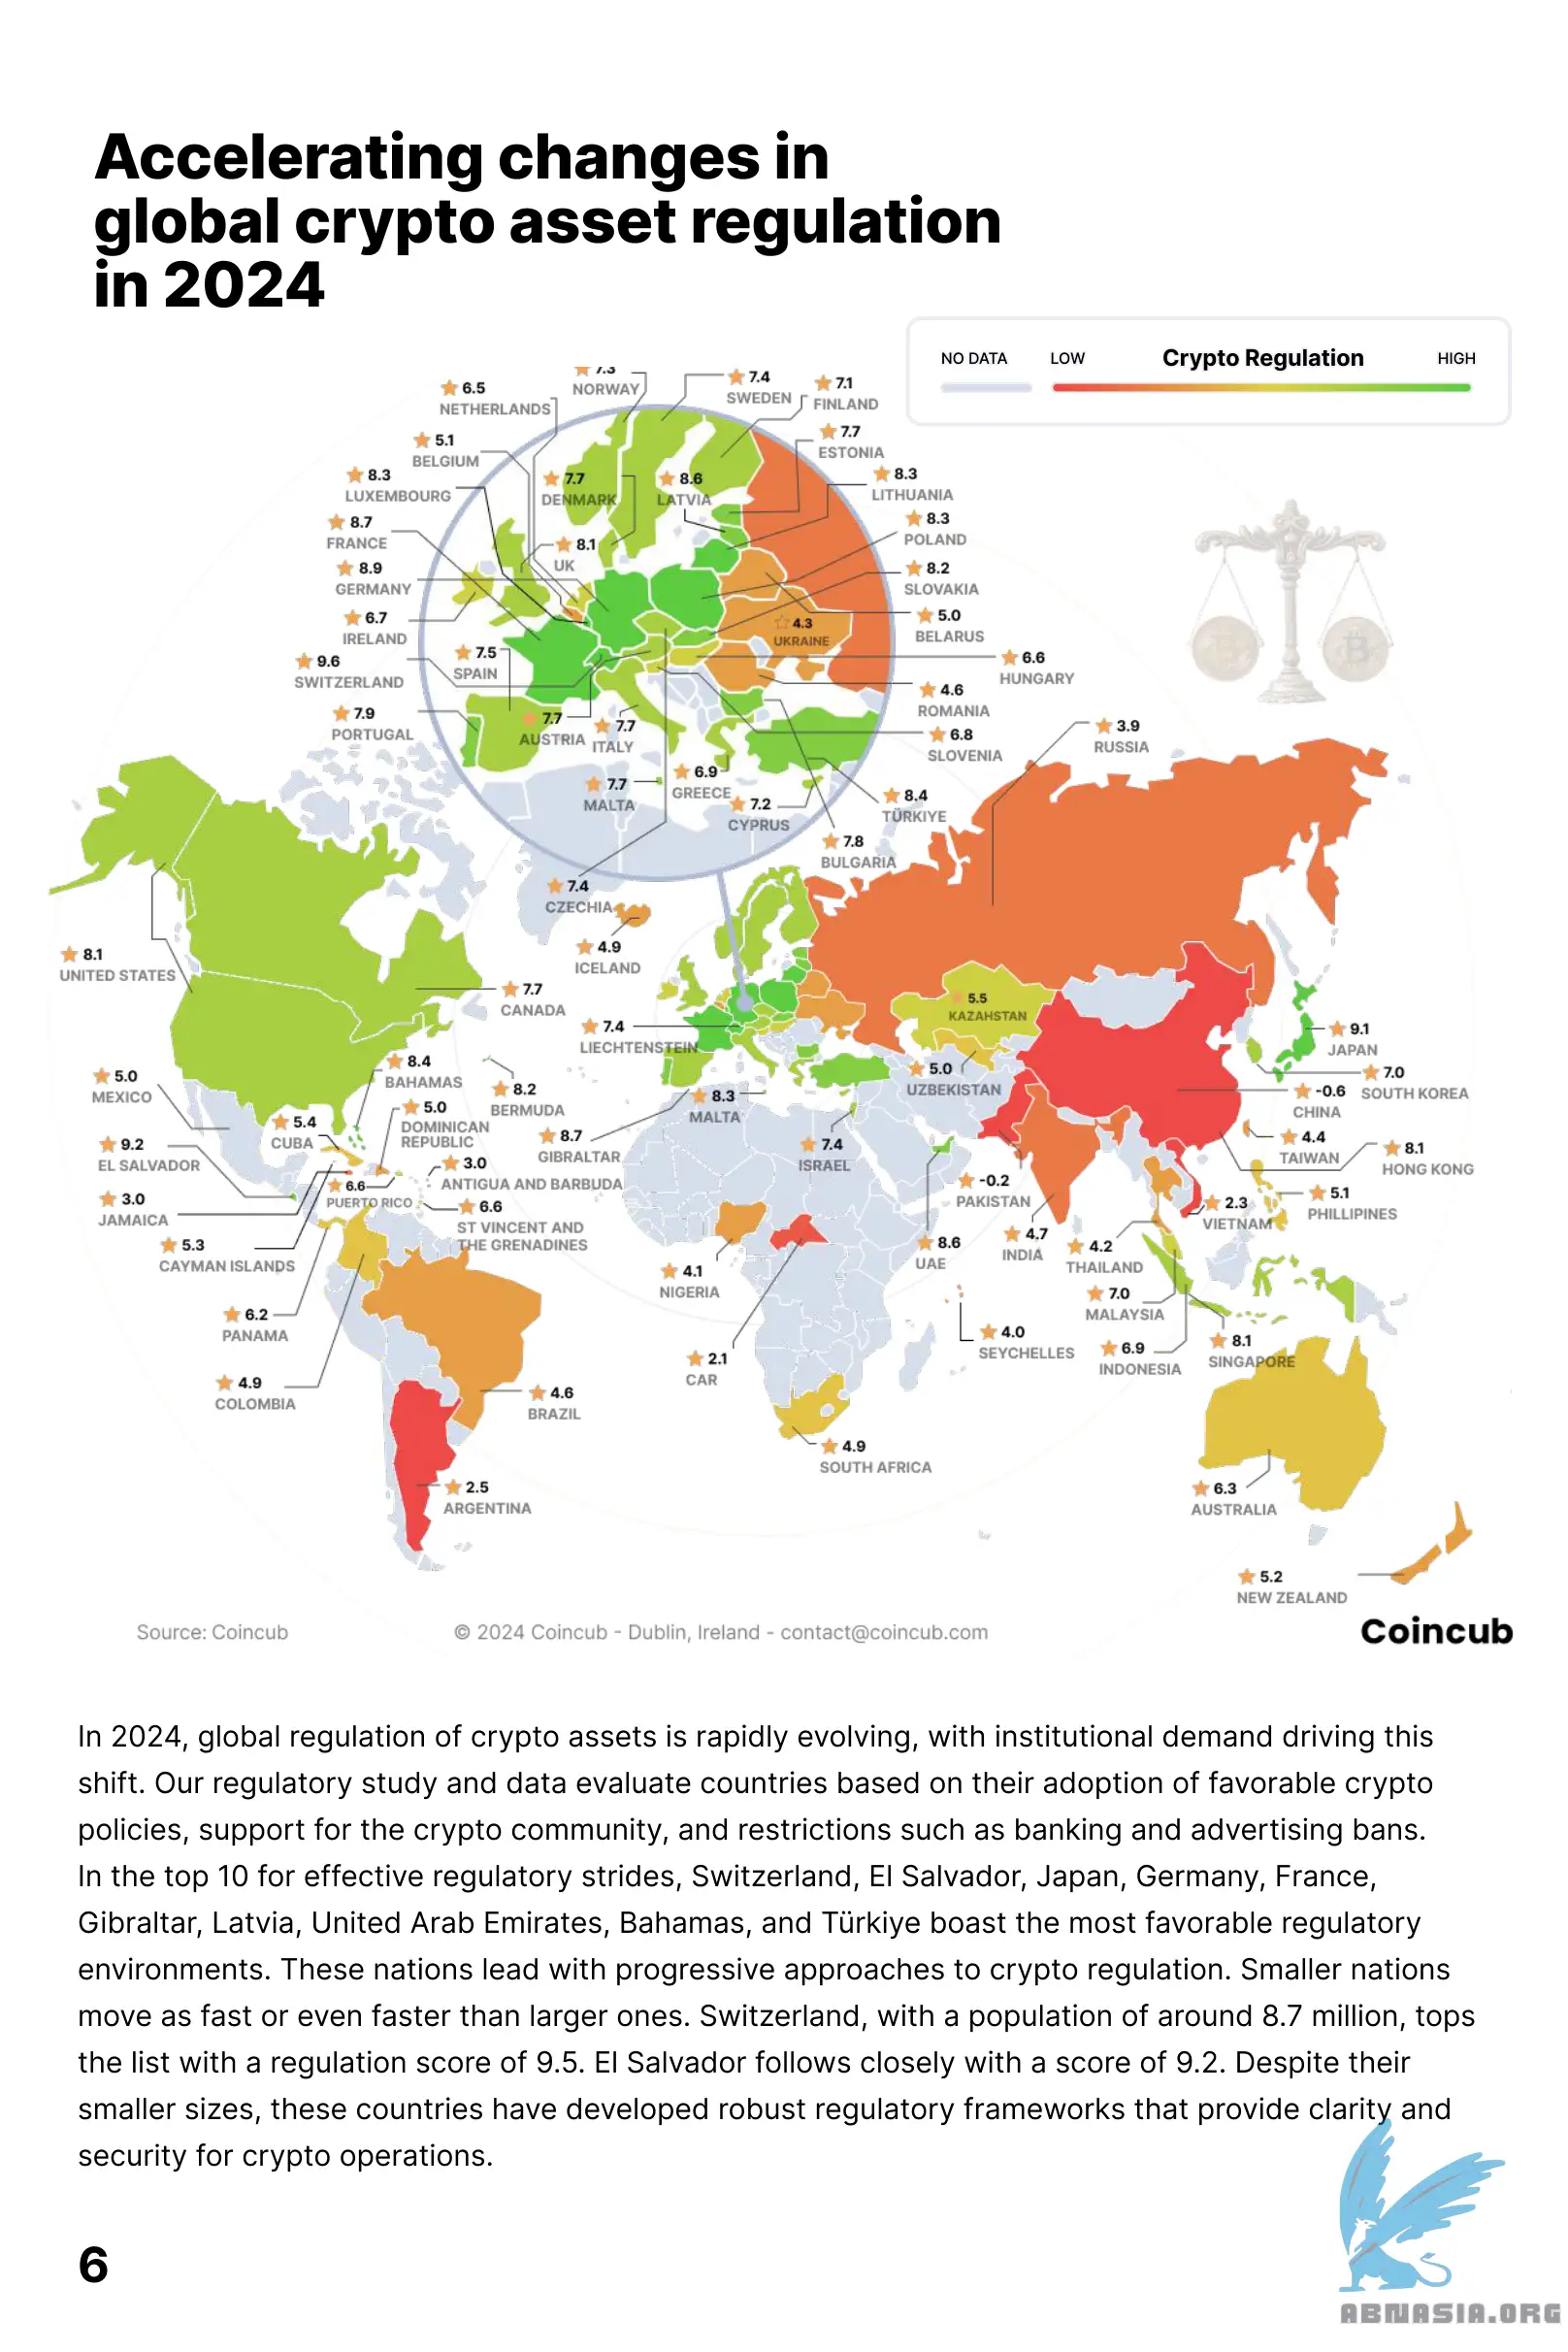 Accelerating changes in
global crypto asset regulation
in 2024
NO DATA
LOW
Crypto Regulation
HIGH
7.3
NORWAY
7.4
SWEDEN
7.1
FINLAND
6.5
NETHERLANDS
5.1
BELGIUM
7.7
ESTONIA
8.3
LUXEMBOURG
7.7
DENMARK
8.6
LATVIA
8.3
LITHUANIA
8.7
FRANCE
8.3
POLAND
8.1
UK
8.9
GERMANY
8.2
SLOVAKIA
6.7
IRELAND
5.0
BELARUS
4.3
UKRAINE
9.6
SWITZERLAND
7.5
SPAIN
6.6
HUNGARY
4.6
ROMANIA
7.9
PORTUGAL
7.7
AUSTRIA
7.7
ITALY
6.8
SLOVENIA
3.9
RUSSIA
7.7
MALTA
6.9
GREECE
7.2
CYPRUS
8.4
TÜRKIYE
7.8
BULGARIA
7.4
CZECHIA
4.9
ICELAND
8.1
UNITED STATES
7.7
CANADA
5.5
KAZAHSTAN
7.4
LIECHTENSTEIN
9.1
JAPAN
5.0
MEXICO
8.4
BAHAMAS
8.2
BERMUDA
5.0
UZBEKISTAN
7.0
SOUTH KOREA
-0.6
CHINA
5.4
CUBA
5.0
DOMINICAN
REPUBLIC
8.3
MALTA
8.7
GIBRALTAR
7.4
ISRAEL
4.4
TAIWAN
8.1
HONG KONG
9.2
EL SALVADOR
3.0
ANTIGUA AND BARBUDA
6.6
PUERTO RICO
-0.2
PAKISTAN
3.0
JAMAICA
6.6
ST VINCENT AND
THE GRENADINES
2.3
VIETNAM
5.1
PHILLIPINES
5.3
CAYMAN ISLANDS
4.1
NIGERIA
8.6
UAE
4.7
INDIA
4.2
THAILAND
6.2
PANAMA
7.0
MALAYSIA
4.0
SEYCHELLES
6.9
INDONESIA
8.1
SINGAPORE
4.9
COLOMBIA
2.1
CAR
4.6
BRAZIL
4.9
SOUTH AFRICA
2.5
ARGENTINA
6.3
AUSTRALIA
5.2
NEW ZEALAND
Source: Coincub
© 2024 Coincub - Dublin, Ireland - contact@coincub.com
Coincub
In 2024, global regulation of crypto assets is rapidly evolving, with institutional demand driving this
shift. Our regulatory study and data evaluate countries based on their adoption of favorable crypto
policies, support for the crypto community, and restrictions such as banking and advertising bans.
In the top 10 for effective regulatory strides, Switzerland, El Salvador, Japan, Germany, France,
Gibraltar, Latvia, United Arab Emirates, Bahamas, and Türkiye boast the most favorable regulatory
environments. These nations lead with progressive approaches to crypto regulation. Smaller nations
move as fast or even faster than larger ones. Switzerland, with a population of around 8.7 million, tops
the list with a regulation score of 9.5. El Salvador follows closely with a score of 9.2. Despite their
smaller sizes, these countries have developed robust regulatory frameworks that provide clarity and
security for crypto operations.
6
ABNASIA.ORG